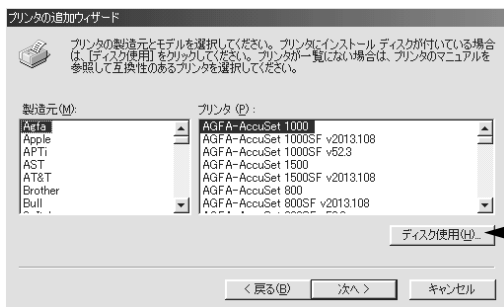 プリンタの追加ウィザード
プリンタの製造元とモデルを選択してください。プリンタにインストール ディスクが付いている場合
は、[ディスク使用] をクリックしてください。プリンタが一覧にない場合は、プリンタのマニュアルを
参照して互換性のあるプリンタを選択してください。
製造元(M):
Agfa
Apple
APTi
AST
AT&T
Brother
Bull
プリンタ (P) :
AGFA-AccuSet 1000
AGFA-AccuSet 1000SF v2013.108
AGFA-AccuSet 1000SF v52.3
AGFA-AccuSet 1500
AGFA-AccuSet 1500SF v2013.108
AGFA-AccuSet 800
AGFA-AccuSet 800SF v2013.108
ディスク使用(H)...
< 戻る(B)
次へ >
キャンセル